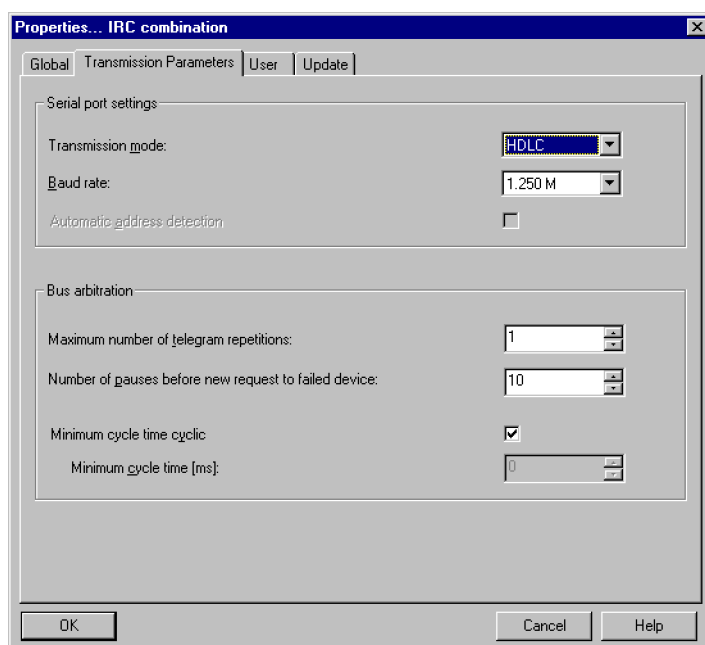 Properties... IRC combination
Global Transmission Parameters User Update
Serial port settings
Transmission mode: HDLC
Baud rate: 1.250 M
Automatic address detection
Bus arbitration
Maximum number of telegram repetitions: 1
Number of pauses before new request to failed device: 10
Minimum cycle time cyclic
Minimum cycle time [ms]: 0
OK Cancel Help